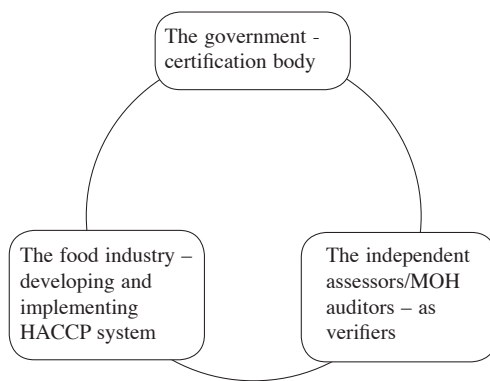 The government -
certification body
The food industry –
developing and
implementing
HACCP system
The independent
assessors/MOH
auditors – as
verifiers